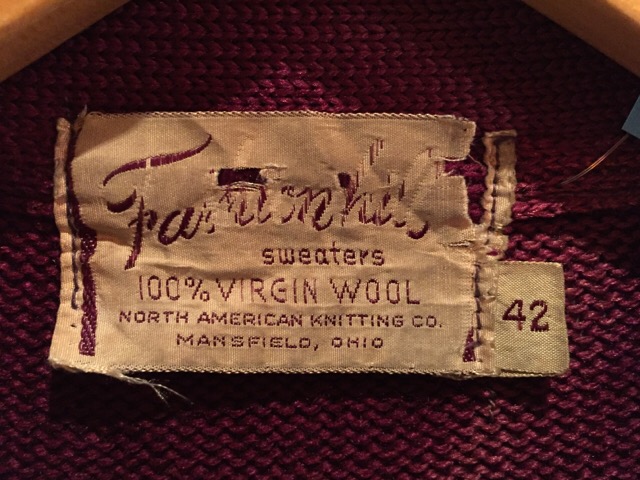 sweaters
100% VIRGIN WOOL
NORTH AMERICAN KNITTING CO.
MANSFIELD, OHIO
42